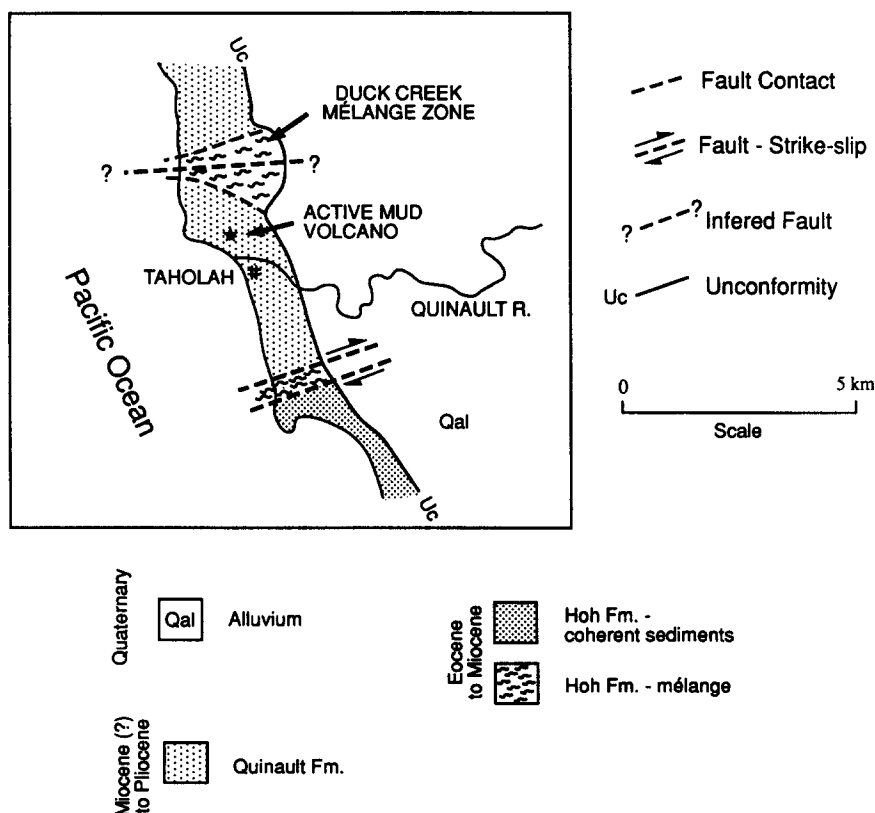 Uc
DUCK CREEK
MÉLANGE ZONE
?
?
ACTIVE MUD
VOLCANO
TAHOLAH
QUINAULT R.
Pacific Ocean
Qal
Uc
Fault Contact
Fault - Strike-slip
? ? Infered Fault
Uc Unconformity
0 5 km
Scale
Quaternary
Qal Alluvium
Miocene (?)
to Pliocene
Quinault Fm.
Eocene
to Miocene
Hoh Fm. -
coherent sediments
Hoh Fm. - mélange